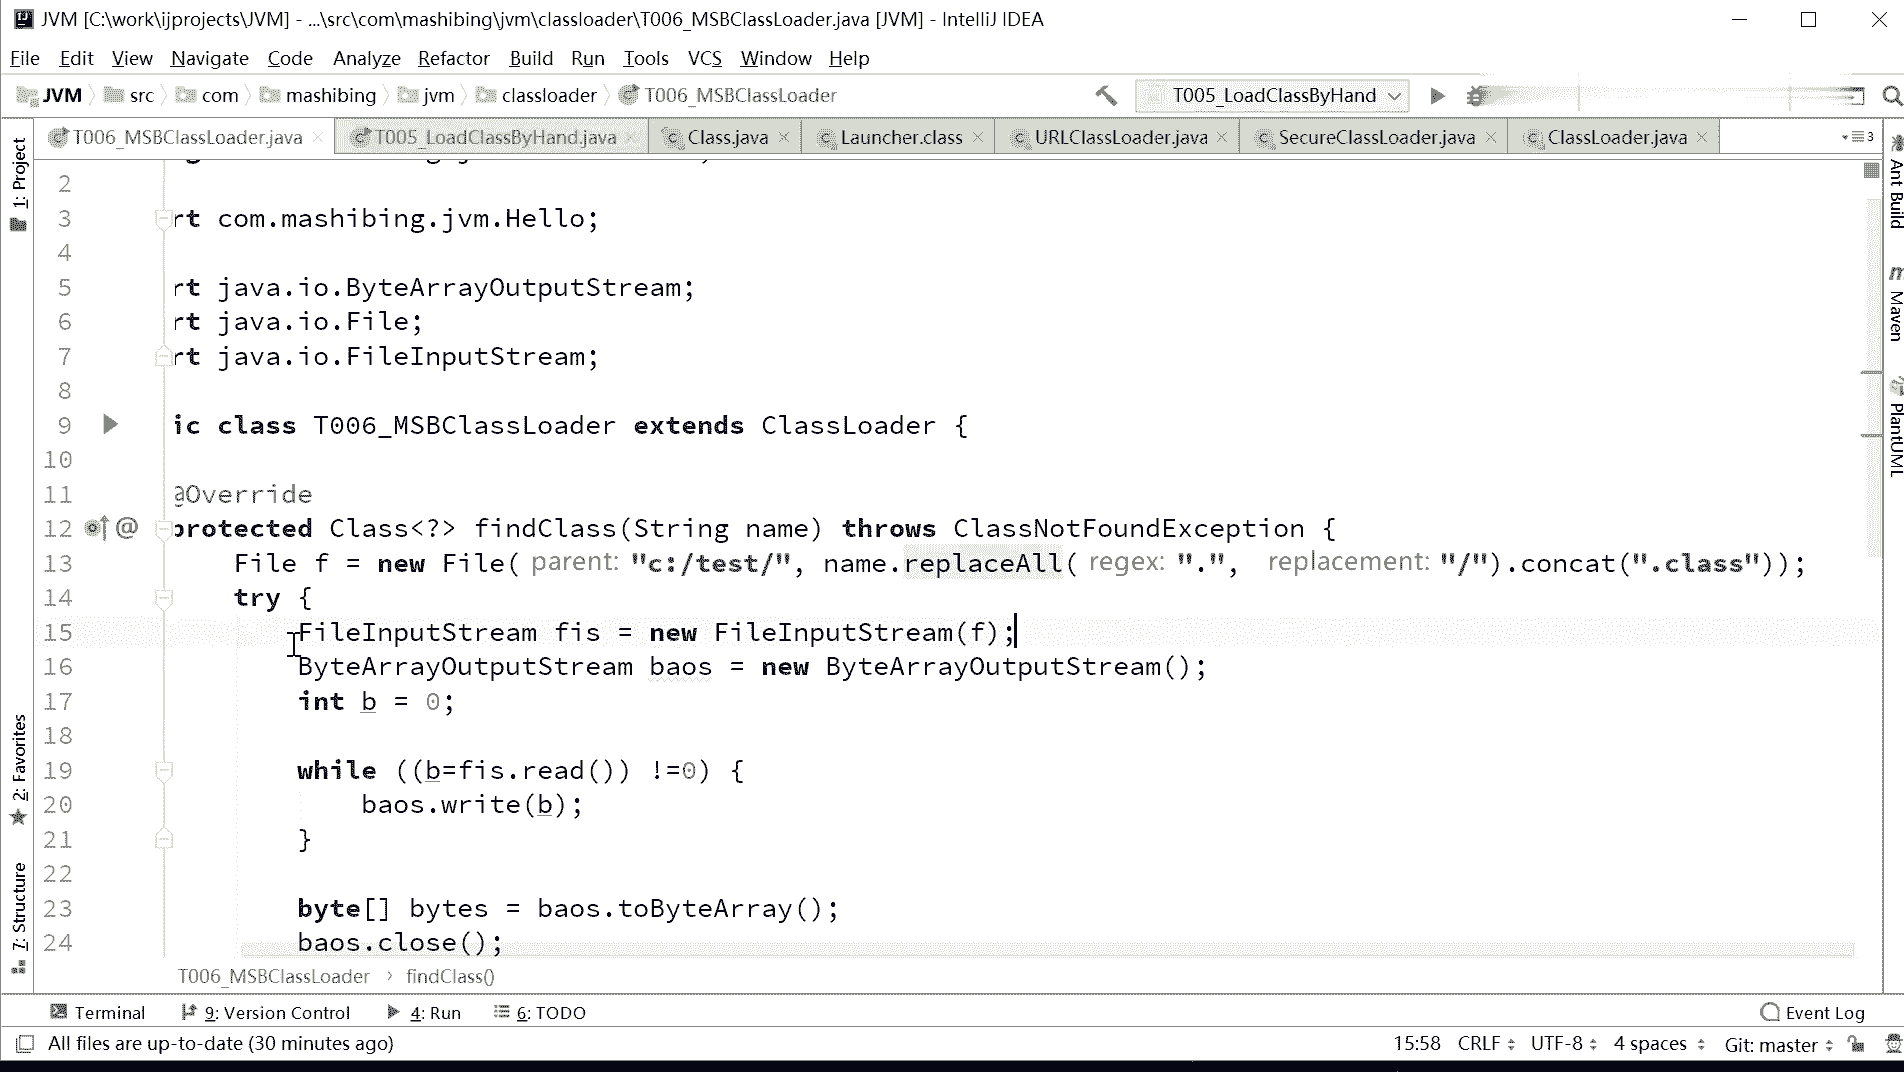 JVM [C:\work\ijprojects\JVM] - ...\src\com\mashibing\jvm\classloader\T006_MSBClassLoader.java [JVM] - IntelliJ IDEA
File Edit View Navigate Code Analyze Refactor Build Run Tools VCS Window Help
JVM src com mashibing jvm classloader T006_MSBClassLoader T005_LoadClassByHand
T006_MSBClassLoader.java T005_LoadClassByHand.java Class.java Launcher.class URLClassLoader.java SecureClassLoader.java ClassLoader.java 3
1: Project
2: Favorites
7: Structure
2
3 rt com.mashibing.jvm.Hello;
4
5 rt java.io.ByteArrayOutputStream;
6 rt java.io.File;
7 rt java.io.FileInputStream;
8
9 ic class T006_MSBClassLoader extends ClassLoader {
10
11 @Override
12 @ protected Class<?> findClass(String name) throws ClassNotFoundException {
13 File f = new File( parent: "c:/test/", name.replaceAll( regex: ".", replacement: "/").concat(".class"));
14 try {
15 FileInputStream fis = new FileInputStream(f);
16 ByteArrayOutputStream baos = new ByteArrayOutputStream();
17 int b = 0;
18
19 while ((b=fis.read()) !=0) {
20 baos.write(b);
21 }
22
23 byte[] bytes = baos.toByteArray();
24 baos.close();
Ant Build
m Maven
PlantUML
T006_MSBClassLoader › findClass()
Terminal 9: Version Control 4: Run 6: TODO Event Log
All files are up-to-date (30 minutes ago) 15:58 CRLF UTF-8 4 spaces Git: master